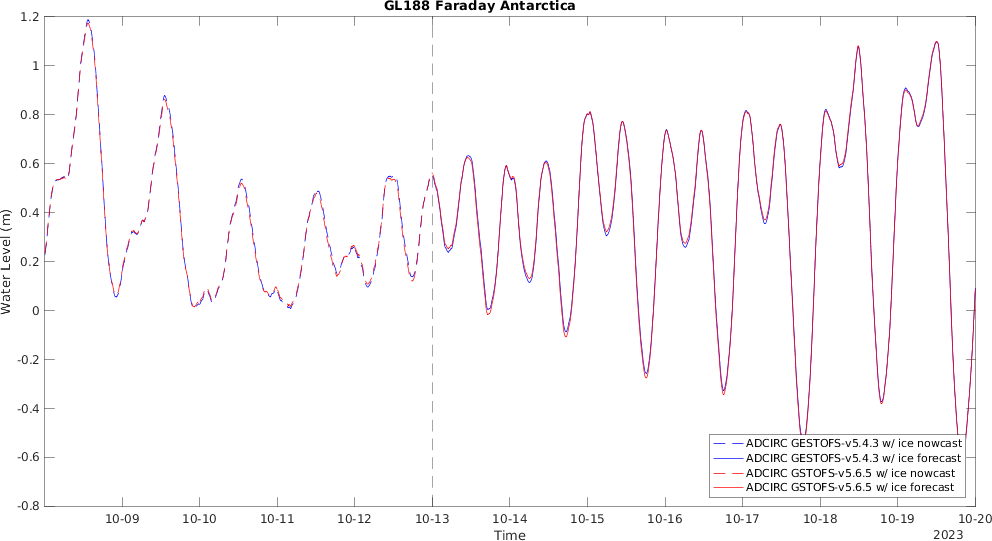 GL188 Faraday Antarctica
Water Level (m)
1.2
1
0.8
0.6
0.4
0.2
0
-0.2
-0.4
-0.6
-0.8
ADCIRC GESTOFS-v5.4.3 w/ ice nowcast
ADCIRC GESTOFS-v5.4.3 w/ ice forecast
ADCIRC GSTOFS-v5.6.5 w/ ice nowcast
ADCIRC GSTOFS-v5.6.5 w/ ice forecast
10-09 10-10 10-11 10-12 10-13 10-14 10-15 10-16 10-17 10-18 10-19 10-20
Time
2023